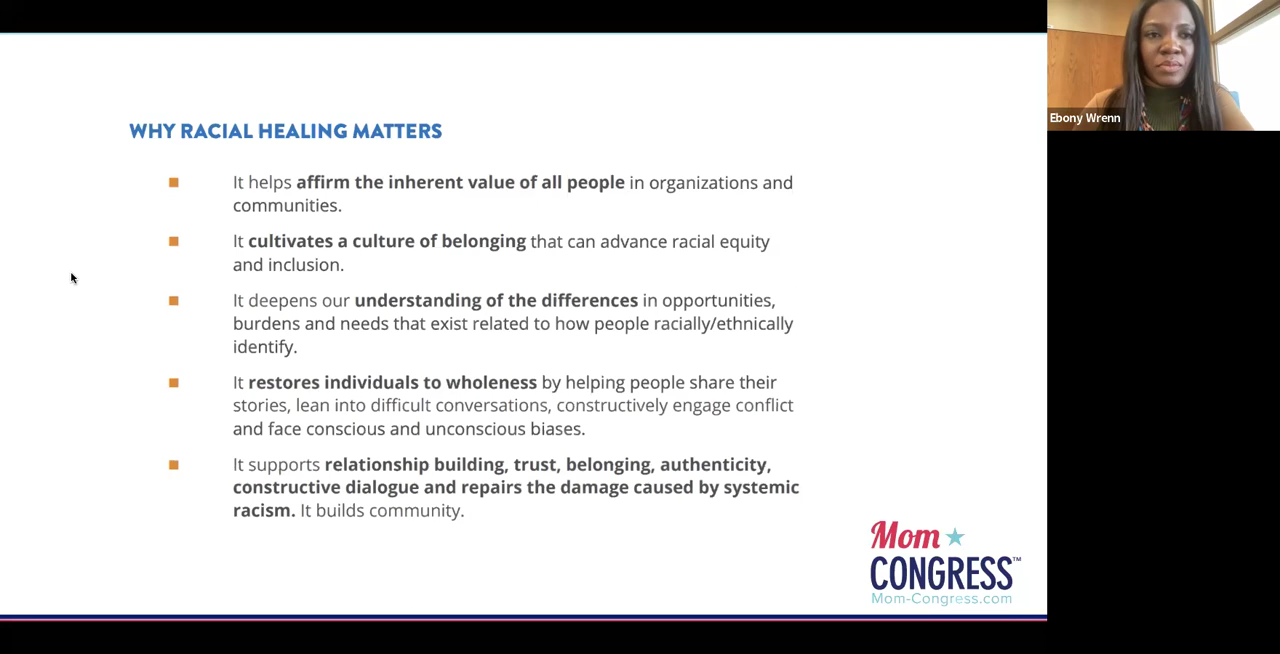 WHY RACIAL HEALING MATTERS
It helps affirm the inherent value of all people in organizations and
communities.
It cultivates a culture of belonging that can advance racial equity
and inclusion.
It deepens our understanding of the differences in opportunities,
burdens and needs that exist related to how people racially/ethnically
identify.
It restores individuals to wholeness by helping people share their
stories, lean into difficult conversations, constructively engage conflict
and face conscious and unconscious biases.
It supports relationship building, trust, belonging, authenticity,
constructive dialogue and repairs the damage caused by systemic
racism. It builds community.
Mom
CONGRESS™
Mom-Congress.com
Ebony Wrenn